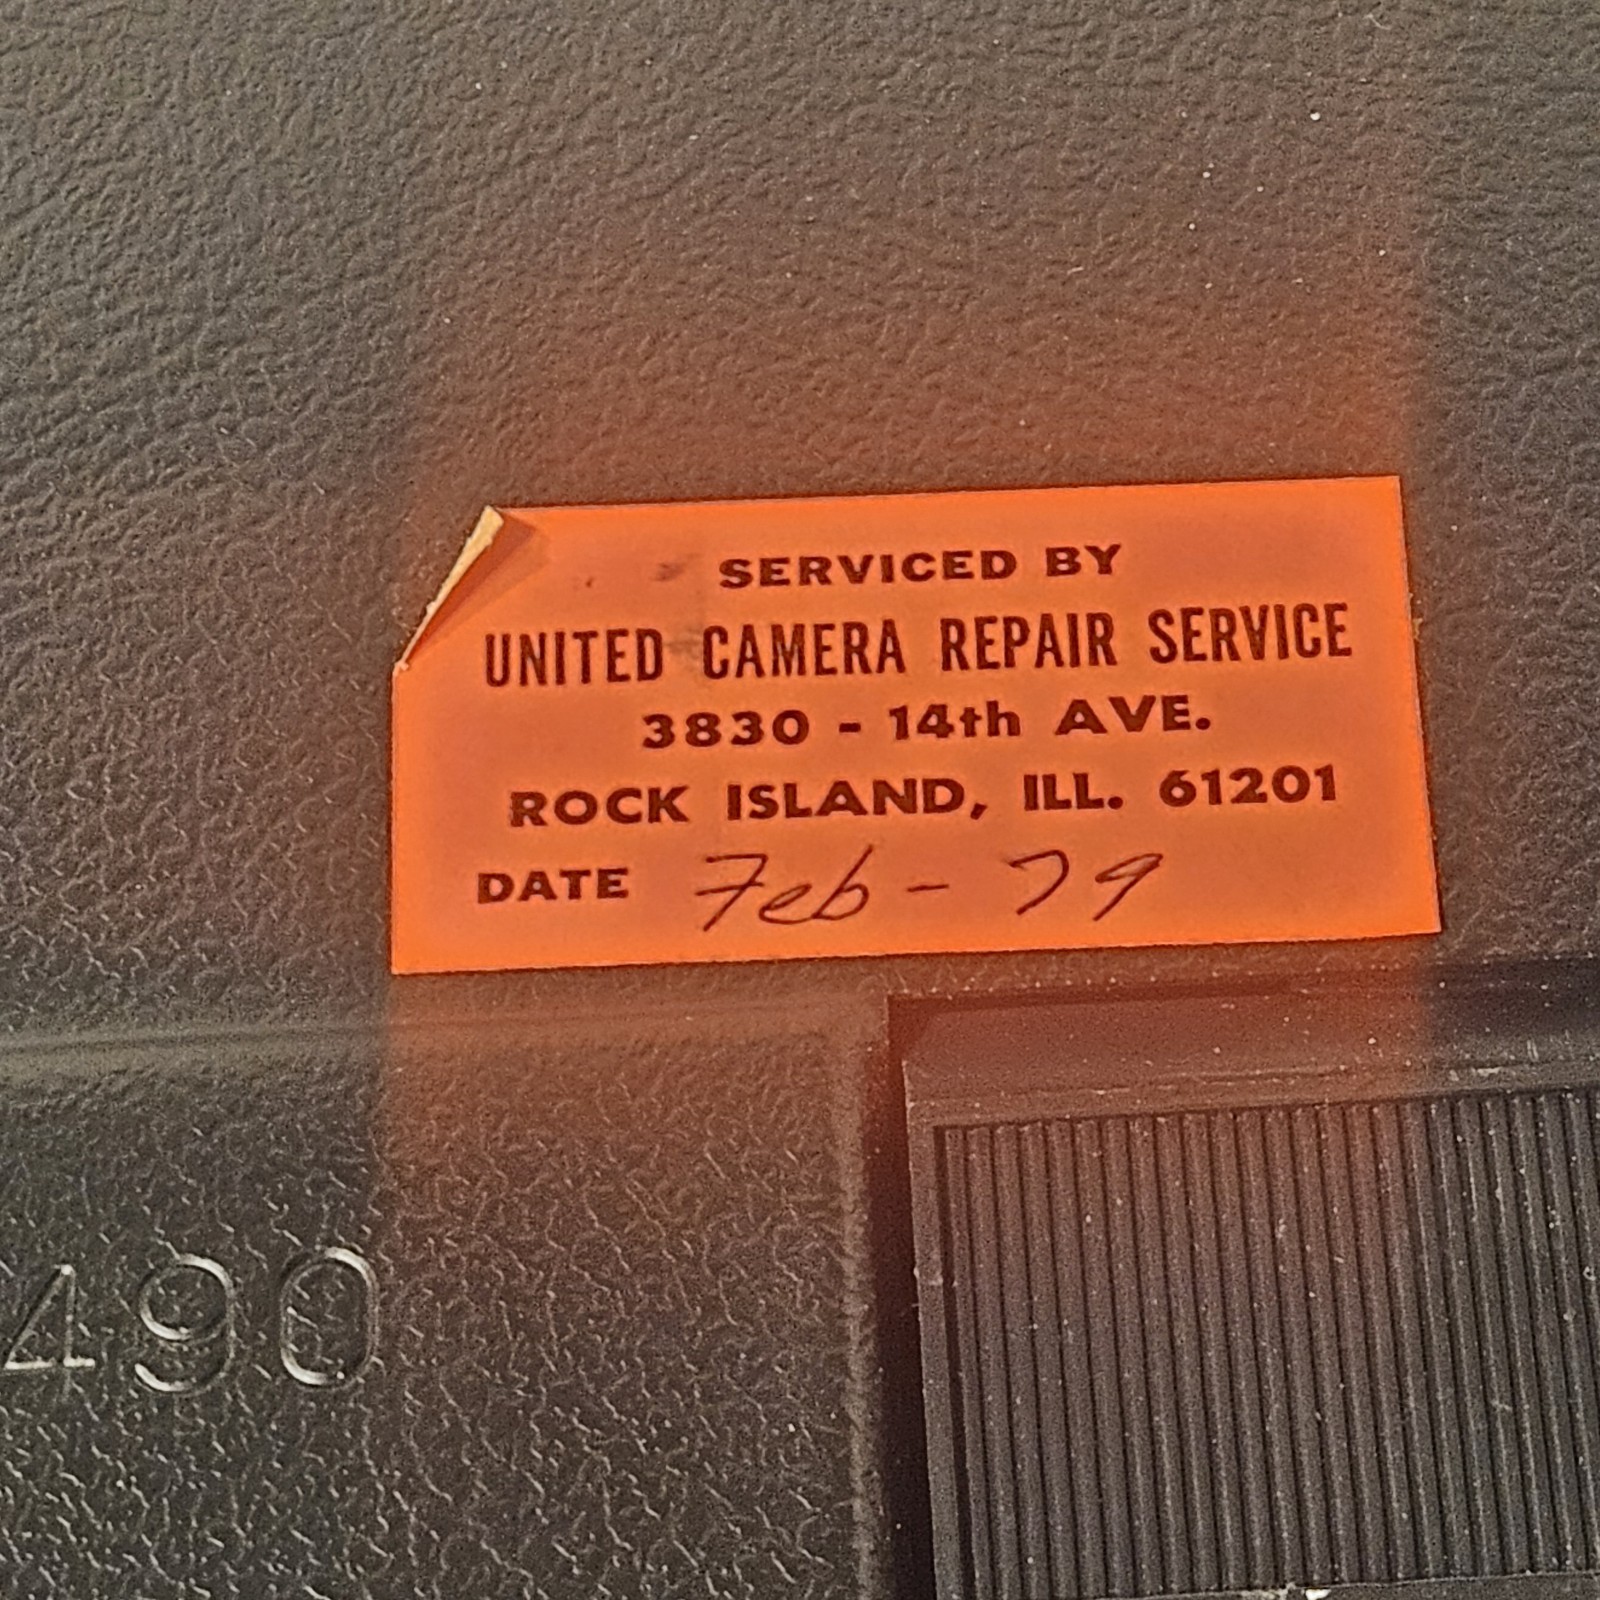 SERVICED BY
UNITED CAMERA REPAIR SERVICE
3830 - 14th AVE.
ROCK ISLAND, ILL. 61201
DATE Feb - 79
490